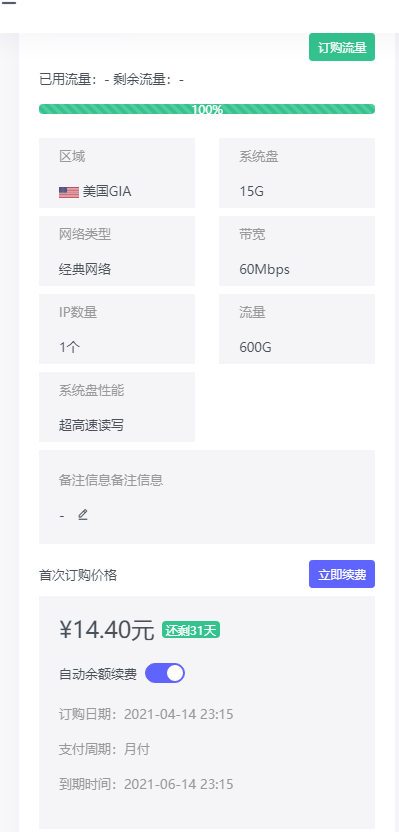 订购流量
已用流量：- 剩余流量：-
100%
区域
系统盘
美国GIA
15G
网络类型
带宽
经典网络
60Mbps
IP数量
流量
1个
600G
系统盘性能
超高速读写
备注信息备注信息
-
首次订购价格
立即续费
¥14.40元 还剩31天
自动余额续费
订购日期：2021-04-14 23:15
支付周期：月付
到期时间：2021-06-14 23:15